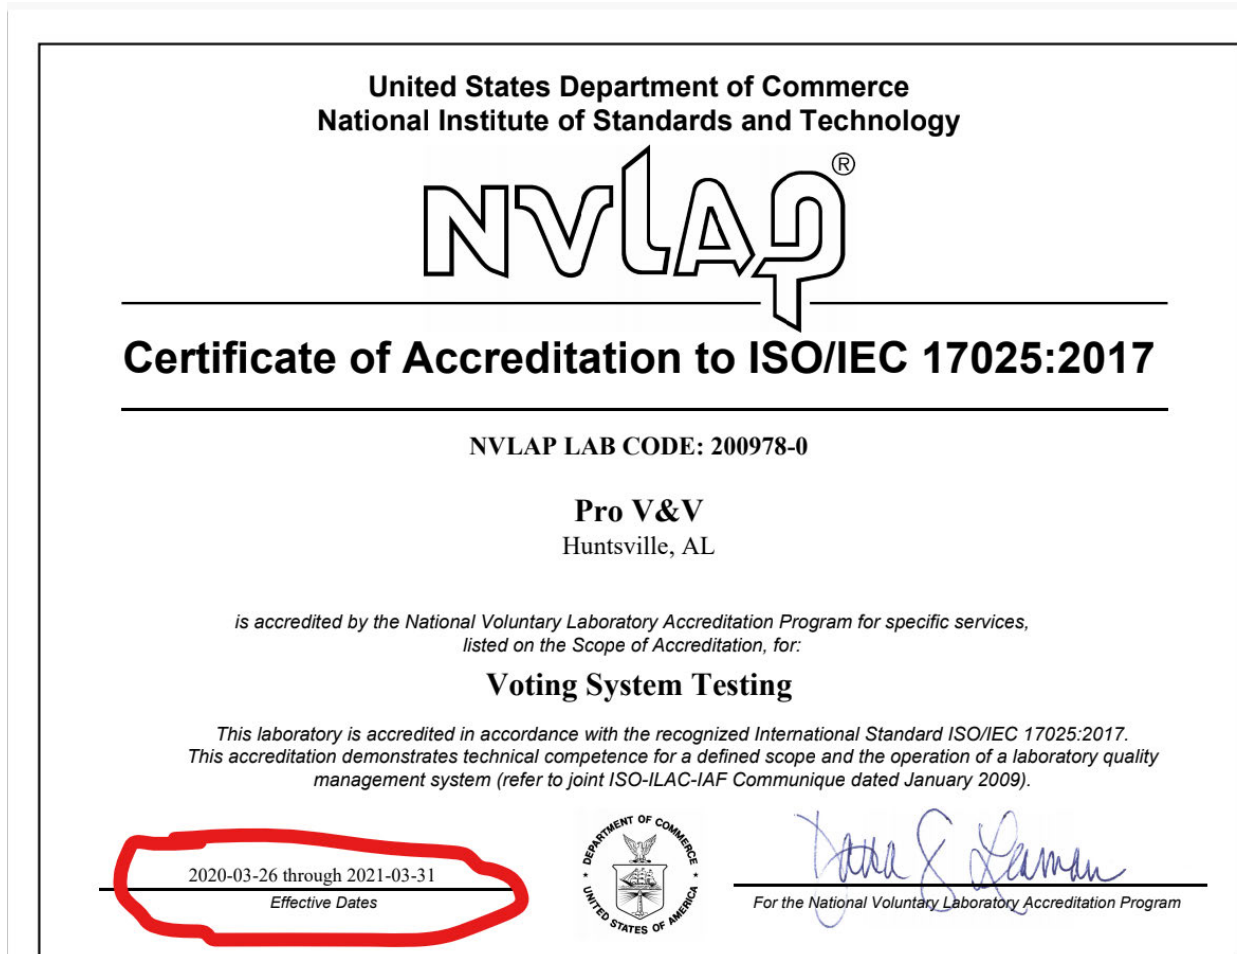 United States Department of Commerce
National Institute of Standards and Technology
NVLAP®
Certificate of Accreditation to ISO/IEC 17025:2017
NVLAP LAB CODE: 200978-0
Pro V&V
Huntsville, AL
is accredited by the National Voluntary Laboratory Accreditation Program for specific services,
listed on the Scope of Accreditation, for:
Voting System Testing
This laboratory is accredited in accordance with the recognized International Standard ISO/IEC 17025:2017.
This accreditation demonstrates technical competence for a defined scope and the operation of a laboratory quality
management system (refer to joint ISO-ILAC-IAF Communique dated January 2009).
2020-03-26 through 2021-03-31
Effective Dates
DEPARTMENT OF COMMERCE
UNITED STATES OF AMERICA
Dana S. Leaman
For the National Voluntary Laboratory Accreditation Program